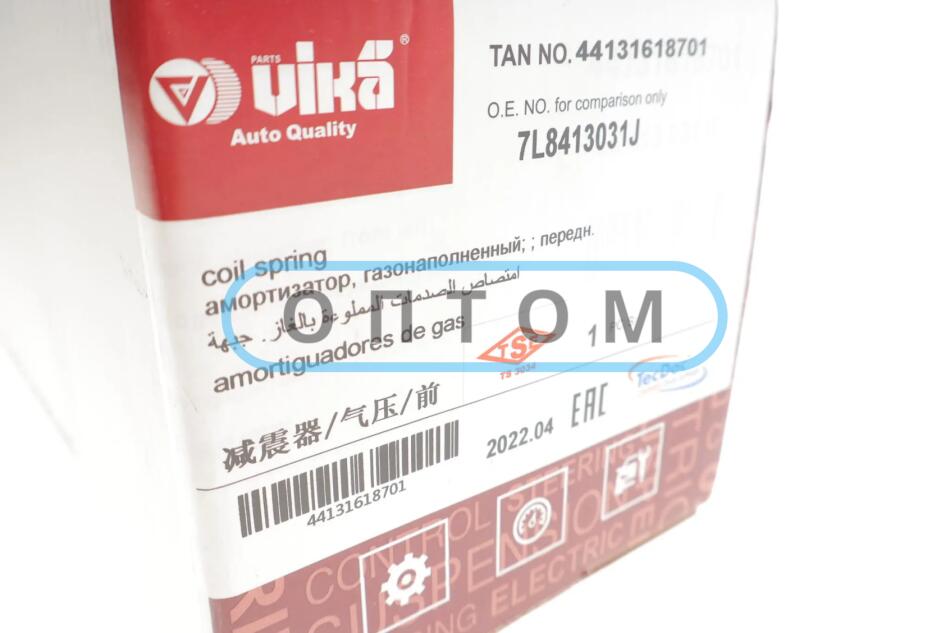 PARTS
vika®
Auto Quality
TAN NO. 44131618701
O.E. NO. for comparison only
7L8413031J
coil spring
амортизатор, газонаполненный; ; передн.
امتصاص الصدمات المملوءة بالغاز. جبهة
amortiguadores de gas
ОПТОМ
减震器/气压/前
TSE
TS 3034
1
TecDoc
2022.04
EAC
44131618701
CONTROL STEERING
SUSPENSION
ELECTRIC